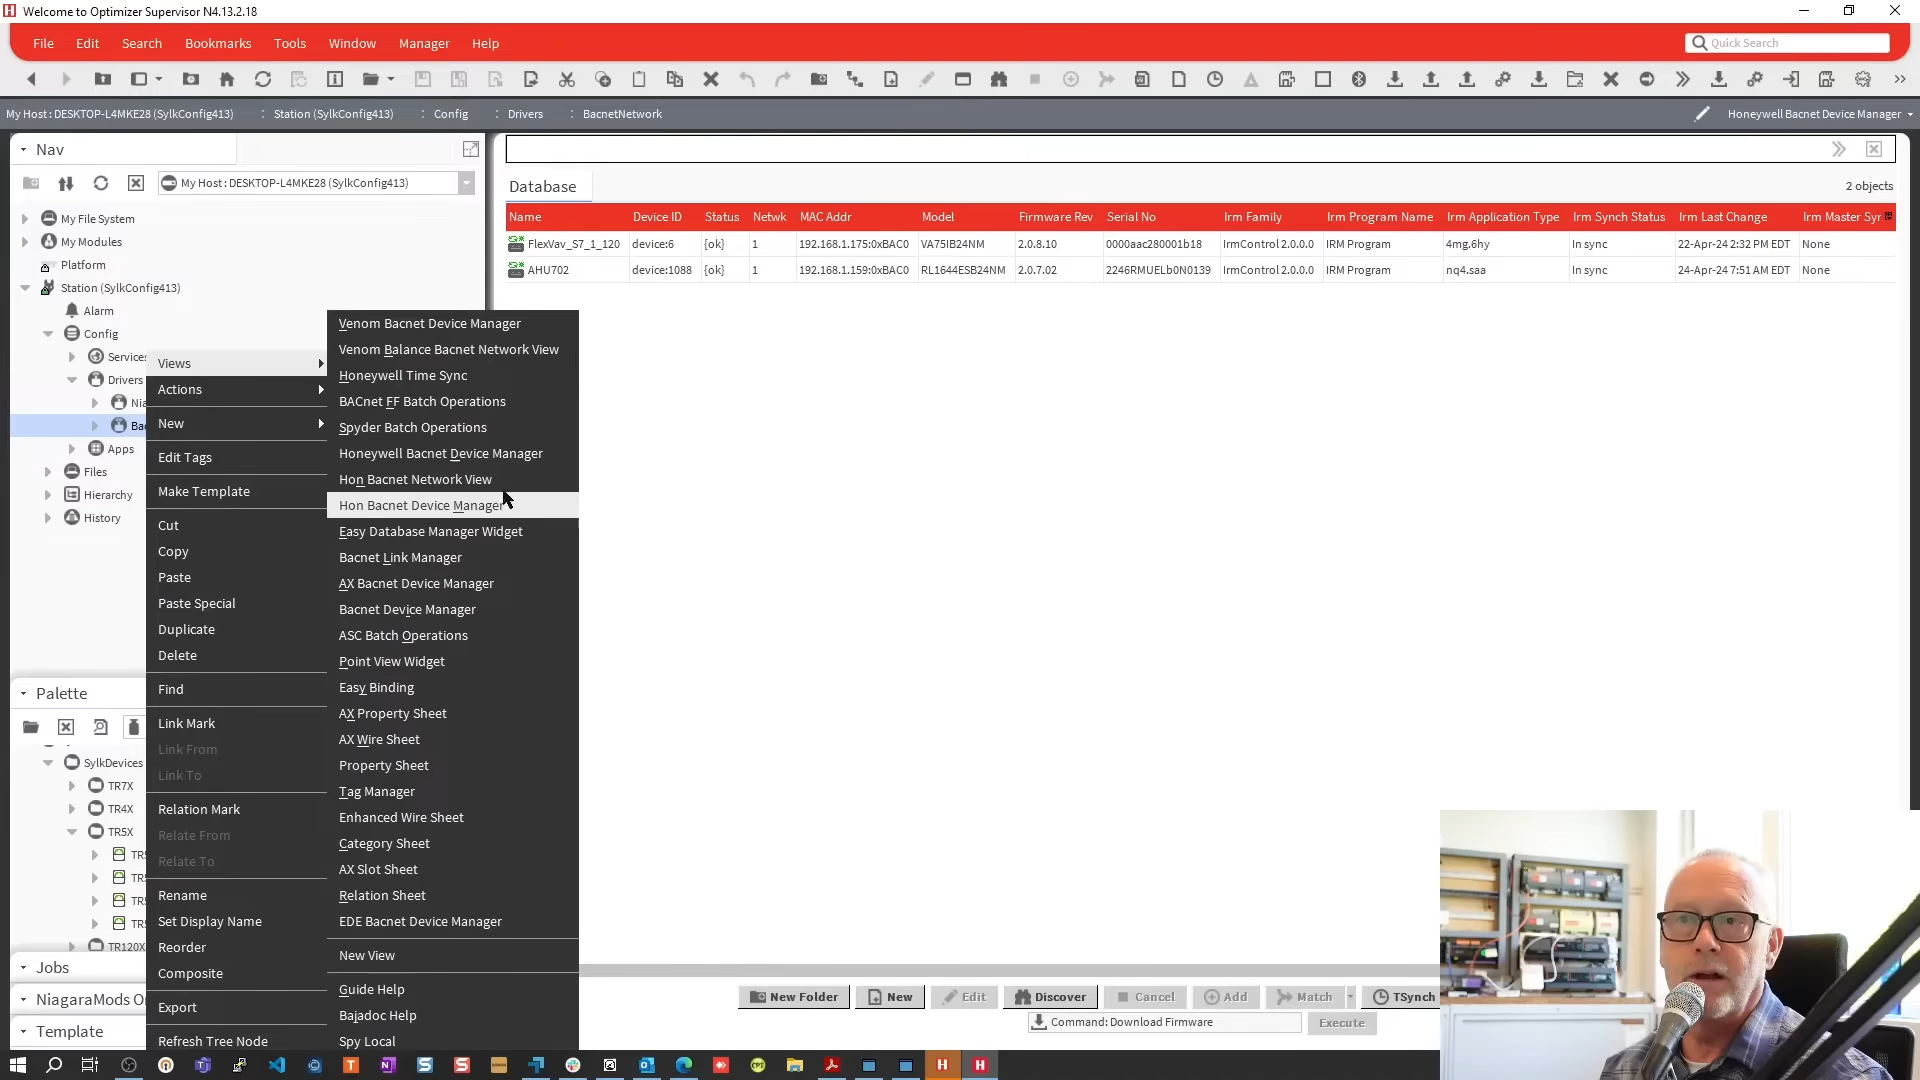 Welcome to Optimizer Supervisor N4.13.2.18
File Edit Search Bookmarks Tools Window Manager Help
Quick Search
My Host : DESKTOP-L4MKE28 (SylkConfig413) : Station (SylkConfig413) : Config : Drivers : BacnetNetwork
Honeywell Bacnet Device Manager
Nav
My Host : DESKTOP-L4MKE28 (SylkConfig413)
My File System
My Modules
Platform
Station (SylkConfig413)
Alarm
Config
Services
Drivers
Nia
Bac
Apps
Files
Hierarchy
History
Palette
SylkDevices
TR7X
TR4X
TR5X
TR5
TR5
TR5
TR5
TR120X
Jobs
NiagaraMods On
Template
Views
Actions
New
Edit Tags
Make Template
Cut
Copy
Paste
Paste Special
Duplicate
Delete
Find
Link Mark
Link From
Link To
Relation Mark
Relate From
Relate To
Rename
Set Display Name
Reorder
Composite
Export
Refresh Tree Node
Venom Bacnet Device Manager
Venom Balance Bacnet Network View
Honeywell Time Sync
BACnet FF Batch Operations
Spyder Batch Operations
Honeywell Bacnet Device Manager
Hon Bacnet Network View
Hon Bacnet Device Manager
Easy Database Manager Widget
Bacnet Link Manager
AX Bacnet Device Manager
Bacnet Device Manager
ASC Batch Operations
Point View Widget
Easy Binding
AX Property Sheet
AX Wire Sheet
Property Sheet
Tag Manager
Enhanced Wire Sheet
Category Sheet
AX Slot Sheet
Relation Sheet
EDE Bacnet Device Manager
New View
Guide Help
Bajadoc Help
Spy Local
Database
2 objects
Name Device ID Status Netwk MAC Addr Model Firmware Rev Serial No Irm Family Irm Program Name Irm Application Type Irm Synch Status Irm Last Change Irm Master Syr
FlexVav_S7_1_120 device:6 {ok} 1 192.168.1.175:0xBAC0 VA75IB24NM 2.0.8.10 0000aac280001b18 IrmControl 2.0.0.0 IRM Program 4mg.6hy In sync 22-Apr-24 2:32 PM EDT None
AHU702 device:1088 {ok} 1 192.168.1.159:0xBAC0 RL1644ESB24NM 2.0.7.02 2246RMUELb0N0139 IrmControl 2.0.0.0 IRM Program nq4.saa In sync 24-Apr-24 7:51 AM EDT None
New Folder New Edit Discover Cancel Add Match TSynch
Command: Download Firmware Execute